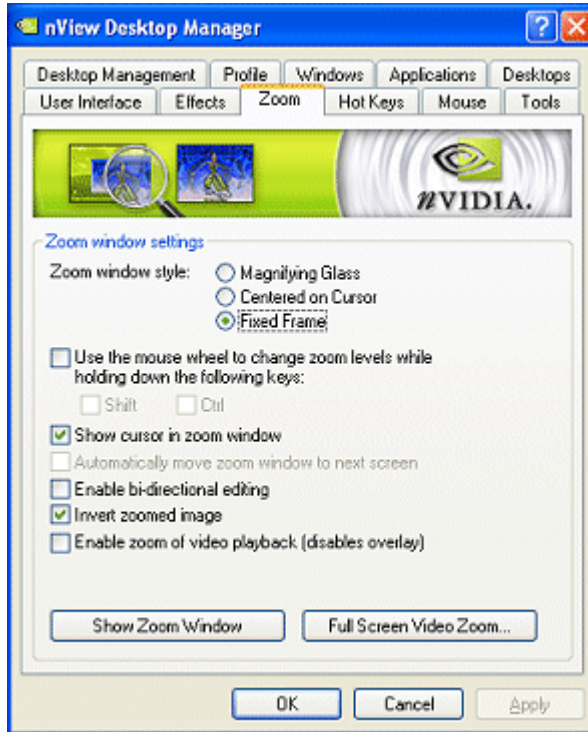 nView Desktop Manager
Desktop Management Profile Windows Applications Desktops
User Interface Effects Zoom Hot Keys Mouse Tools
nVIDIA.
Zoom window settings
Zoom window style: Magnifying Glass
Centered on Cursor
Fixed Frame
Use the mouse wheel to change zoom levels while
holding down the following keys:
Shift Ctrl
Show cursor in zoom window
Automatically move zoom window to next screen
Enable bi-directional editing
Invert zoomed image
Enable zoom of video playback (disables overlay)
Show Zoom Window Full Screen Video Zoom...
OK Cancel Apply